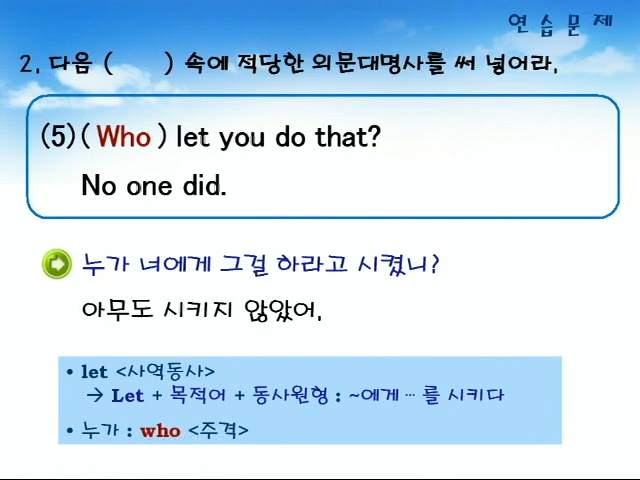 연 습 문 제
2. 다음 (     ) 속에 적당한 의문대명사를 써 넣어라.
(5)( Who ) let you do that?
No one did.
누가 너에게 그걸 하라고 시켰니?
아무도 시키지 않았어.
• let <사역동사>
→ Let + 목적어 + 동사원형 : ~에게 … 를 시키다
• 누가 : who <주격>